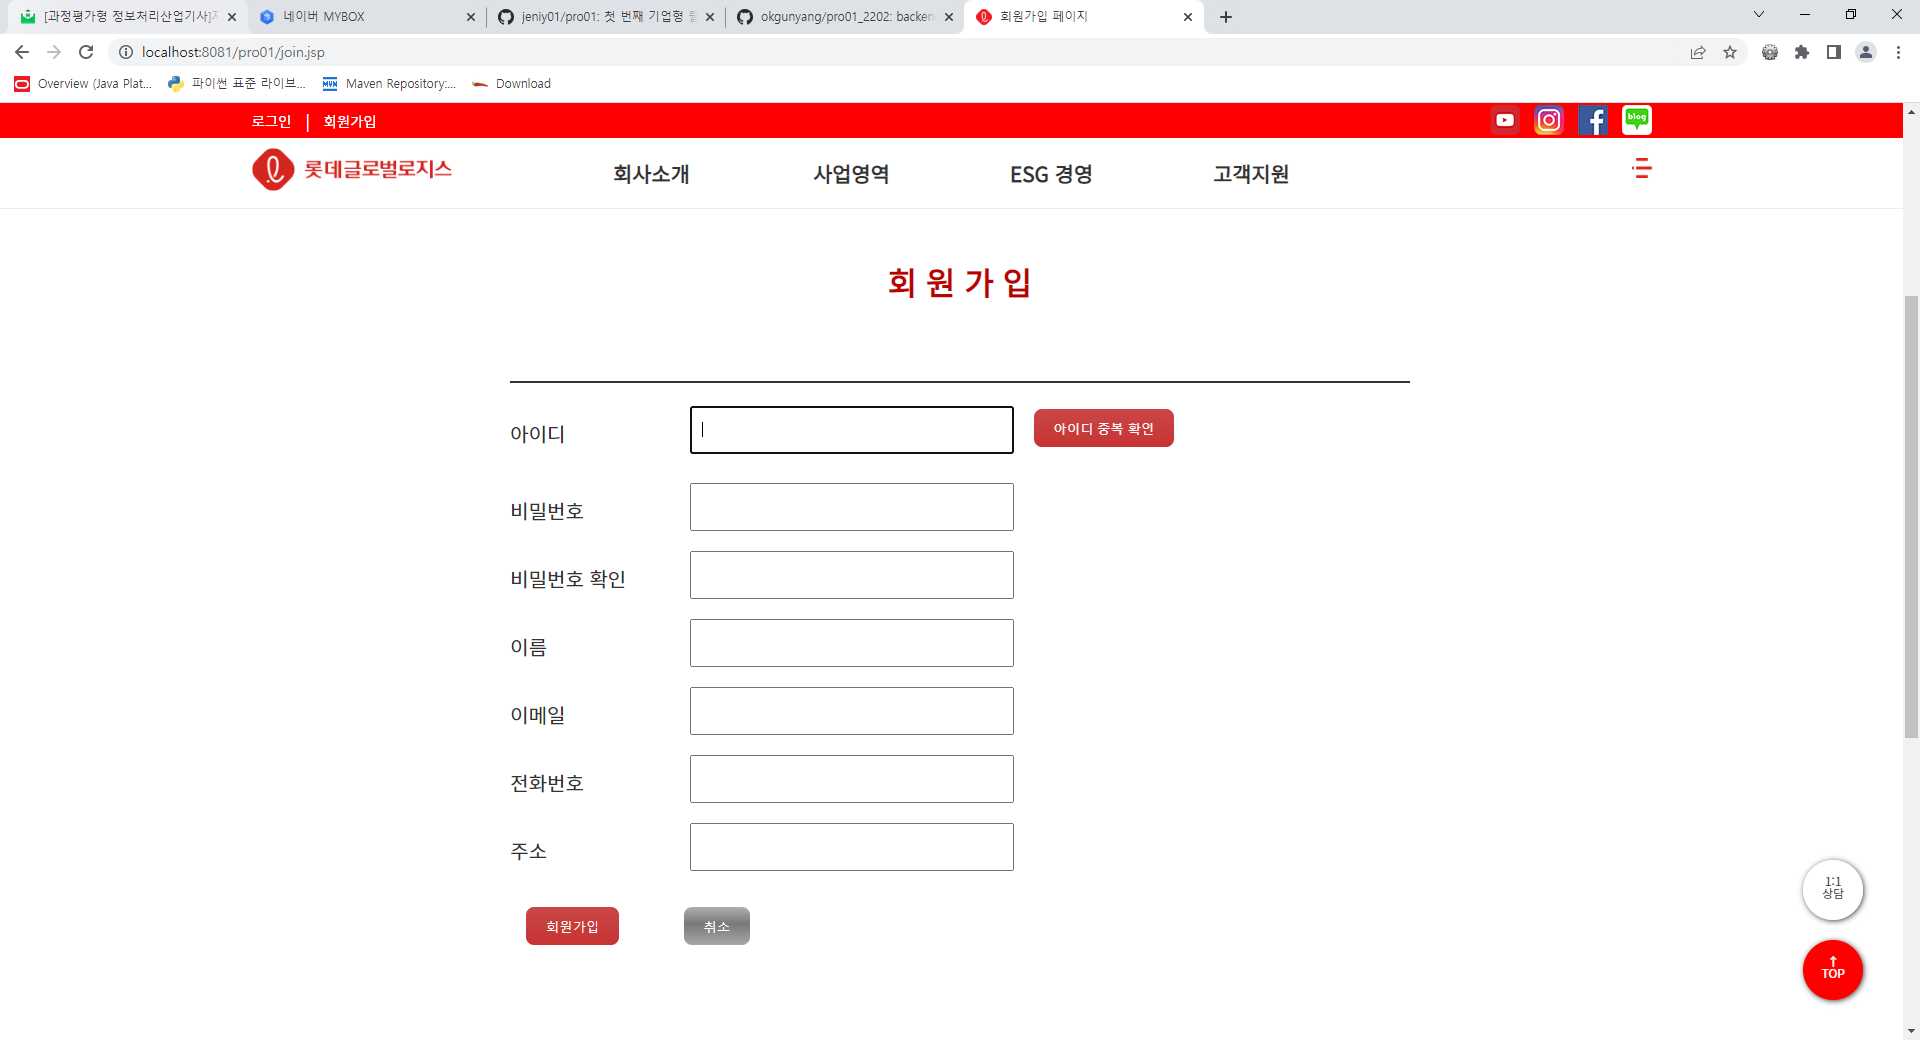 [과정평가형 정보처리산업기사]
네이버 MYBOX
jeniy01/pro01: 첫 번째 기업형 웹
okgunyang/pro01_2202: backen
회원가입 페이지
localhost:8081/pro01/join.jsp
Overview (Java Plat...
파이썬 표준 라이브...
Maven Repository:...
Download
로그인 | 회원가입
blog
롯데글로벌로지스
회사소개
사업영역
ESG 경영
고객지원
회 원 가 입
아이디
아이디 중복 확인
비밀번호
비밀번호 확인
이름
이메일
전화번호
주소
회원가입
취소
1:1
상담
↑
TOP